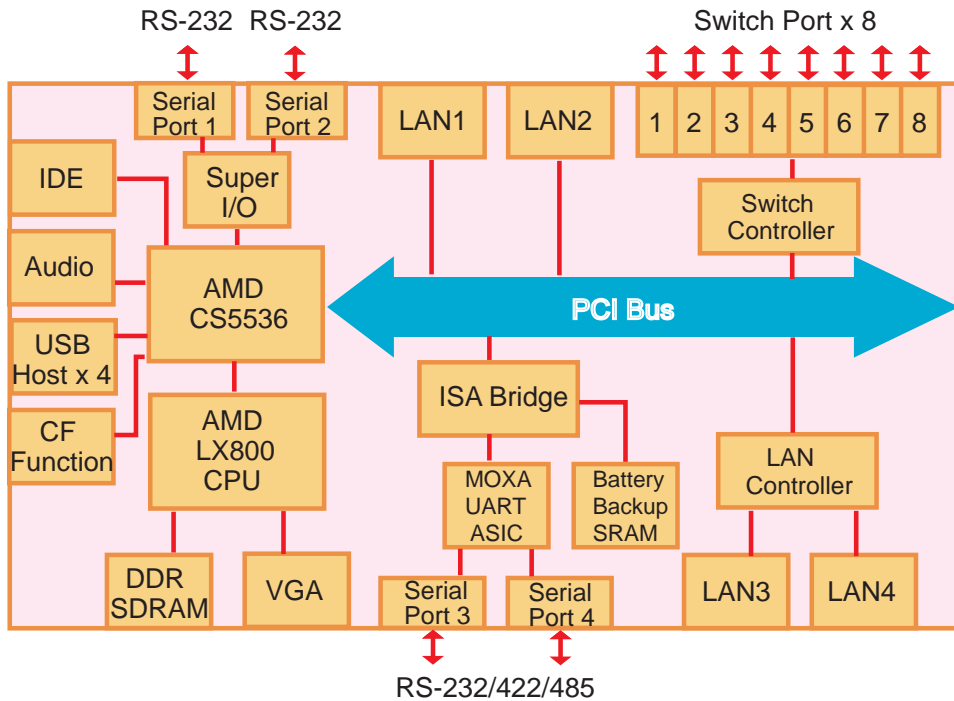 RS-232 RS-232
Switch Port x 8
Serial
Port 1
Serial
Port 2
LAN1
LAN2
1 2 3 4 5 6 7 8
IDE
Super
I/O
Switch
Controller
Audio
AMD
CS5536
PCI Bus
USB
Host x 4
ISA Bridge
CF
Function
AMD
LX800
CPU
LAN
Controller
MOXA
UART
ASIC
Battery
Backup
SRAM
DDR
SDRAM
VGA
Serial
Port 3
Serial
Port 4
LAN3
LAN4
RS-232/422/485